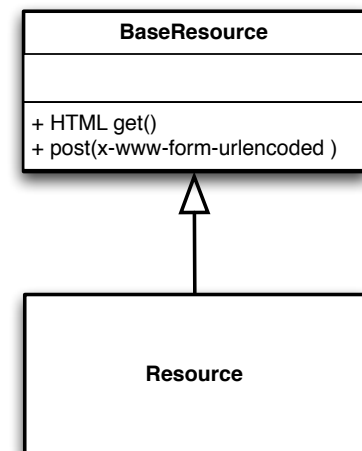 BaseResource
+ HTML get()
+ post(x-www-form-urlencoded )
Resource